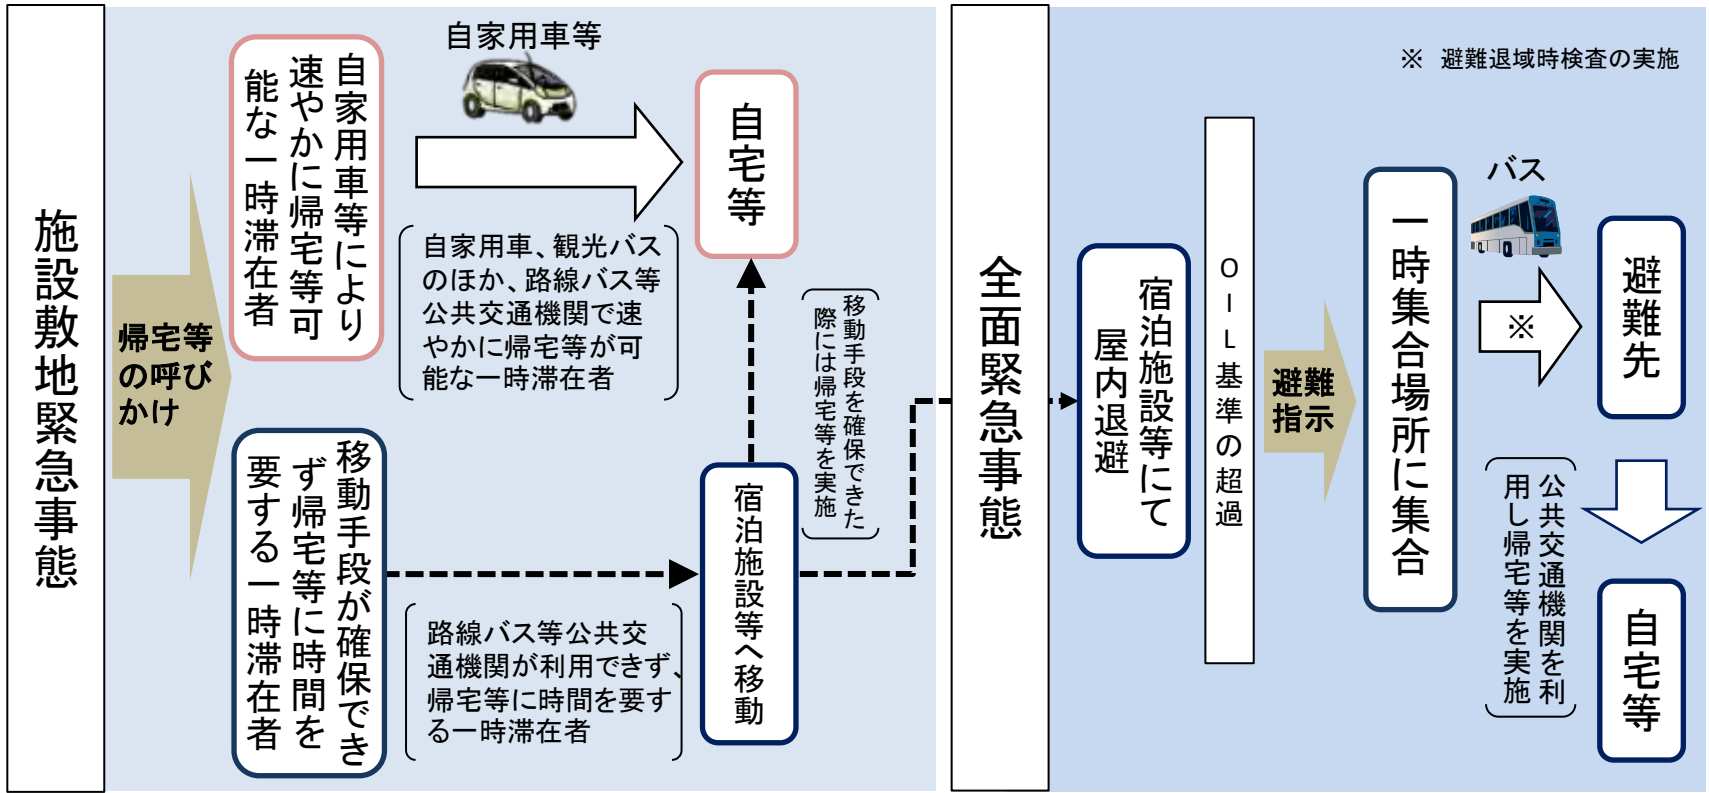 施設敷地緊急事態
帰宅等
の呼び
かけ
自家用車等により
速やかに帰宅等可
能な一時滞在者
自家用車等
自家用車、観光バス
のほか、路線バス等
公共交通機関で速
やかに帰宅等が可
能な一時滞在者
自宅等
移動手段が確保でき
ず帰宅等に時間を
要する一時滞在者
路線バス等公共交
通機関が利用できず、
帰宅等に時間を要す
る一時滞在者
宿泊施設等へ移動
移動手段を確保できた
際には帰宅等を実施
全面緊急事態
※ 避難退域時検査の実施
宿泊施設等にて
屋内退避
OIL基準の超過
避難
指示
一時集合場所に集合
バス
※
避難先
公共交通機関を利
用し帰宅等を実施
自宅等